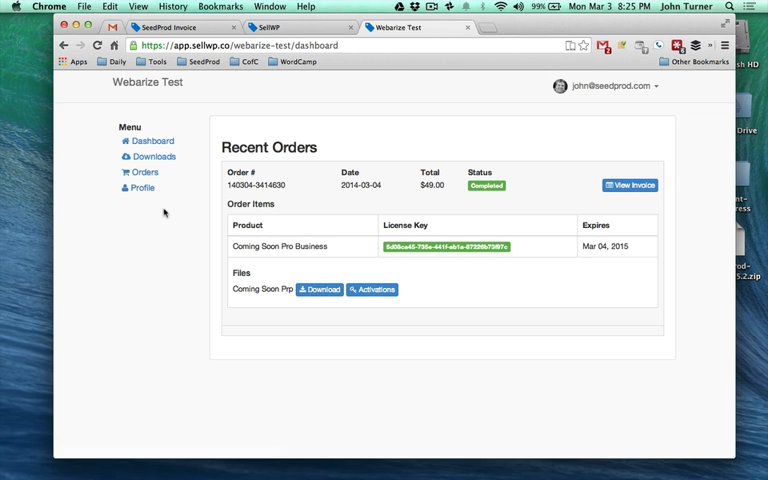 Chrome File Edit View History Bookmarks Window Help 99% Mon Mar 3 8:25 PM John Turner
SeedProd Invoice SellWP Webarize Test
https://app.sellwp.co/webarize-test/dashboard
Apps Daily Tools SeedProd CofC WordCamp Other Bookmarks
Webarize Test john@seedprod.com
Menu
Dashboard
Downloads
Orders
Profile
Recent Orders
Order # Date Total Status
140304-3414630 2014-03-04 $49.00 Completed View Invoice
Order Items
Product License Key Expires
Coming Soon Pro Business Mar 04, 2015
Files
Coming Soon Prp Download Activations
Drive
.zip